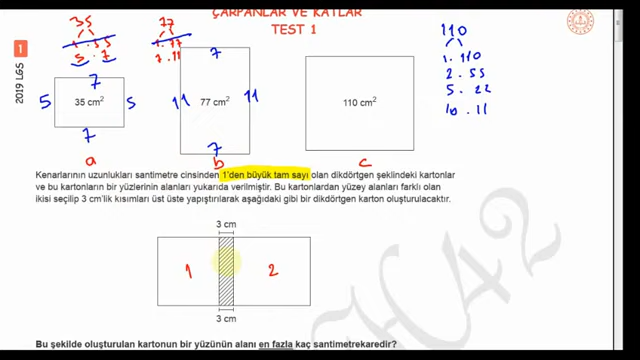 ÇARPANLAR VE KATLAR
TEST 1
1
2019 LGS
35
1 . 35
5 . 7
77
1 . 77
7 . 11
110
1 . 110
2 . 55
5 . 22
10 . 11
7
5
35 cm²
5
7
a
7
11
77 cm²
11
7
b
110 cm²
c
Kenarlarının uzunlukları santimetre cinsinden 1'den büyük tam sayı olan dikdörtgen şeklindeki kartonlar
ve bu kartonların bir yüzlerinin alanları yukarıda verilmiştir. Bu kartonlardan yüzey alanları farklı olan
ikisi seçilip 3 cm'lik kısımları üst üste yapıştırılarak aşağıdaki gibi bir dikdörtgen karton oluşturulacaktır.
3 cm
1
2
3 cm
Bu şekilde oluşturulan kartonun bir yüzünün alanı en fazla kaç santimetrekaredir?